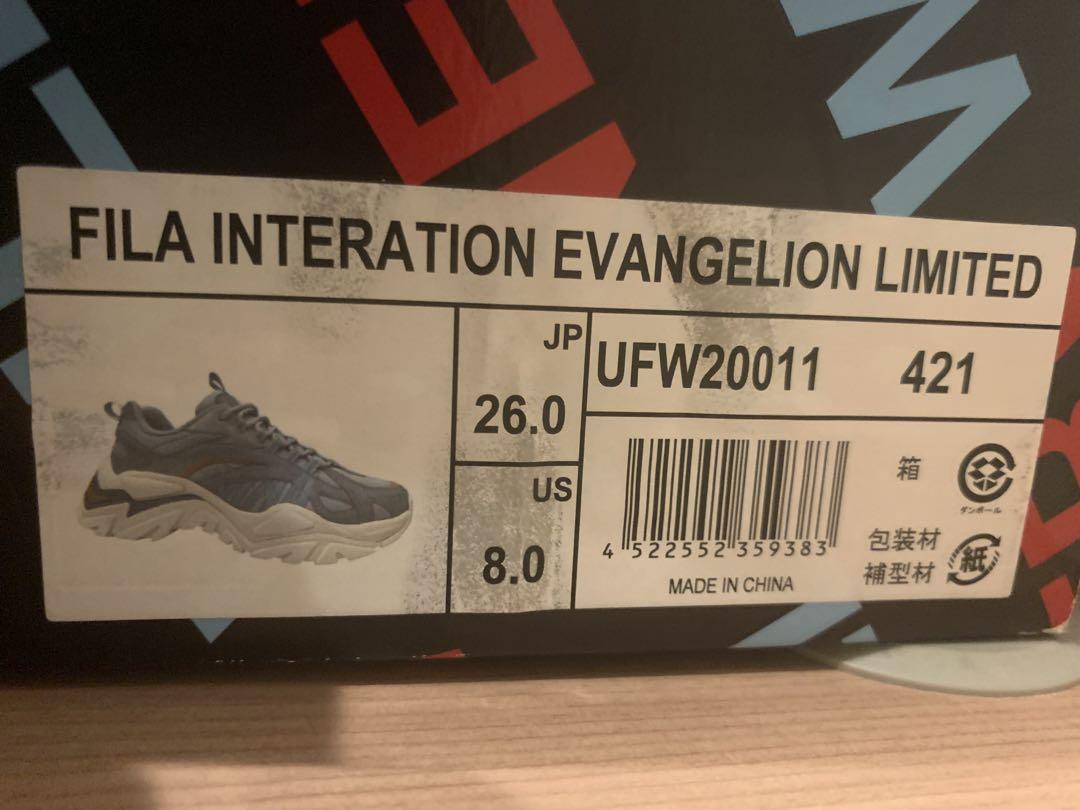 FILA INTERATION EVANGELION LIMITED
JP
26.0
US
8.0
UFW20011 421
4 522552 359383
MADE IN CHINA
箱
ダンボール
包装材
補型材
紙